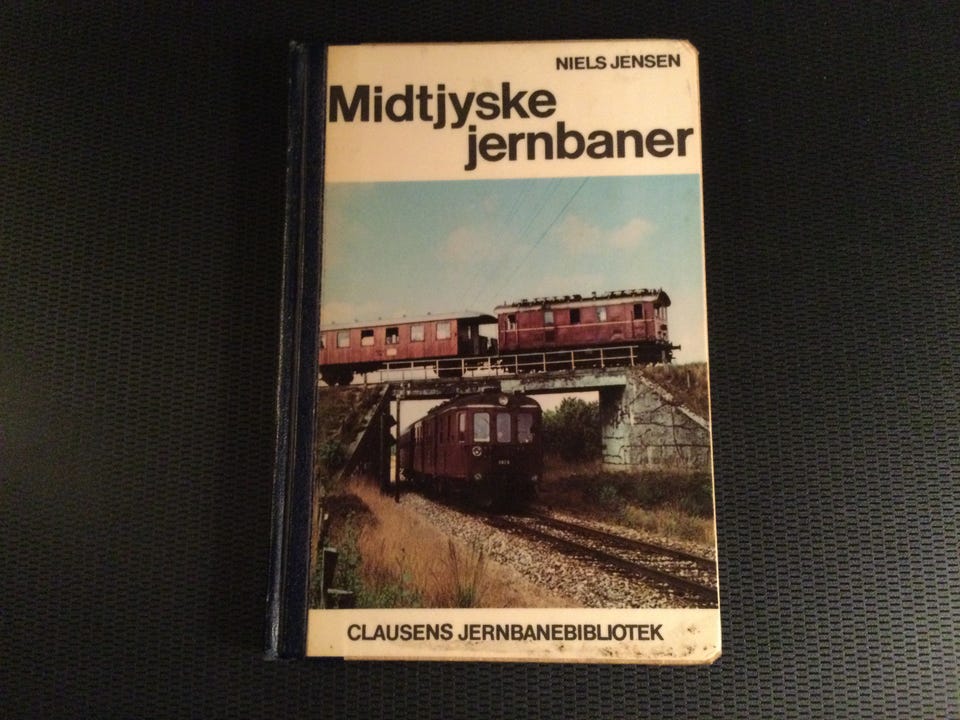 NIELS JENSEN
Midtjyske
jernbaner
CLAUSENS JERNBANEBIBLIOTEK